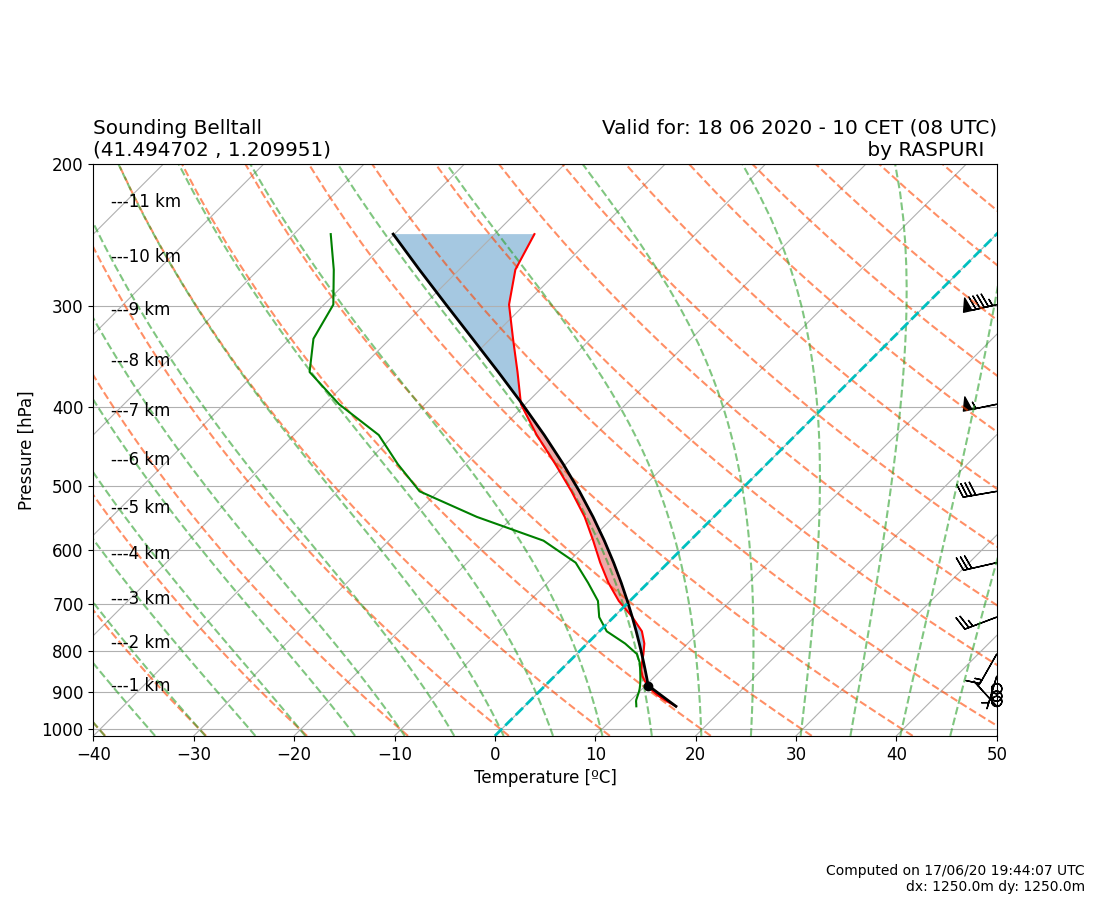 Sounding Belltall
(41.494702 , 1.209951)
Valid for: 18 06 2020 - 10 CET (08 UTC)
by RASPURI
200
300
400
500
600
700
800
900
1000
Pressure [hPa]
---11 km
---10 km
---9 km
---8 km
---7 km
---6 km
---5 km
---4 km
---3 km
---2 km
---1 km
−40 −30 −20 −10 0 10 20 30 40 50
Temperature [ºC]
Computed on 17/06/20 19:44:07 UTC
dx: 1250.0m dy: 1250.0m